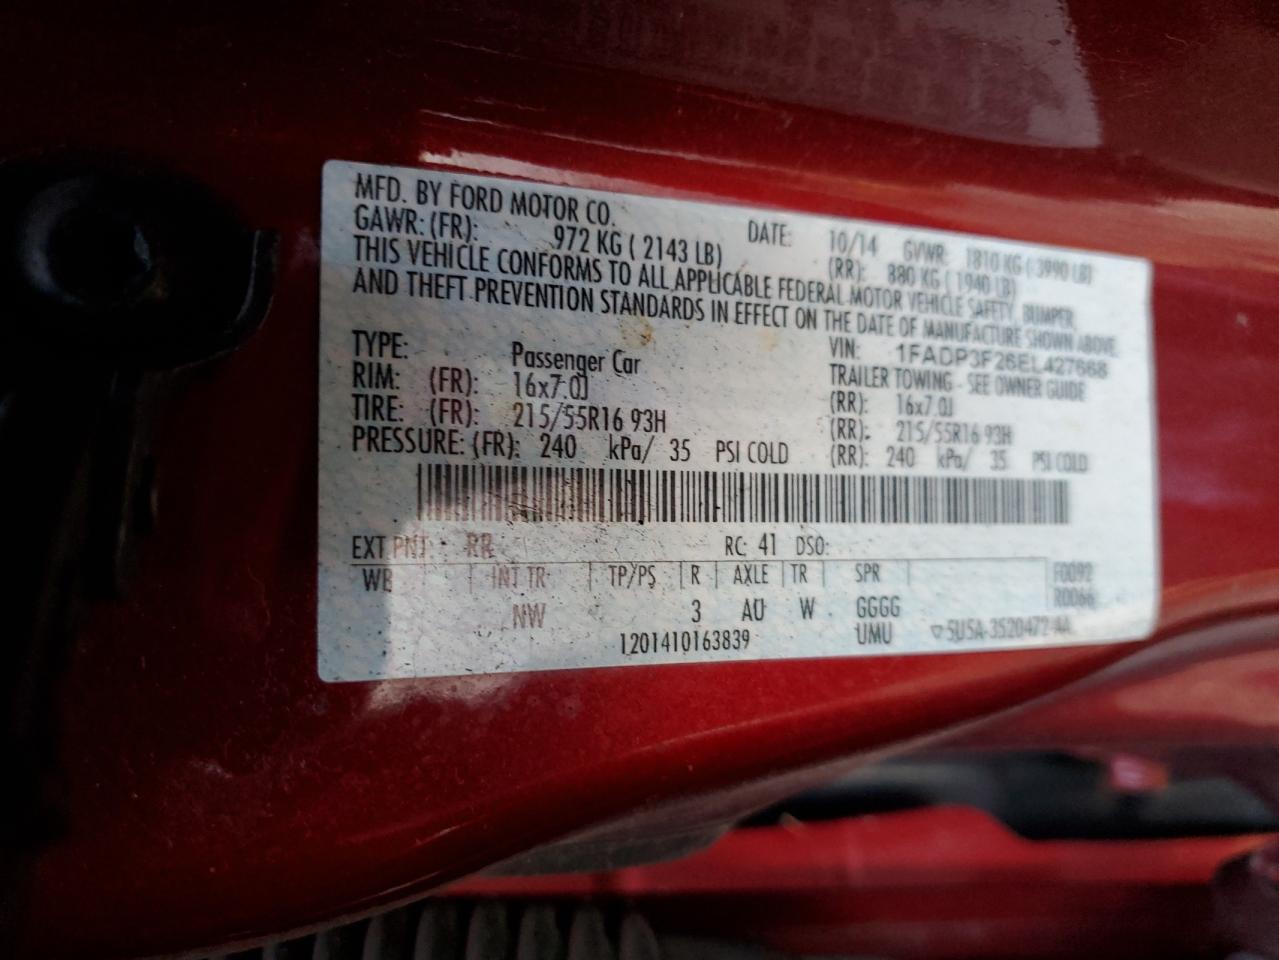 MFD. BY FORD MOTOR CO.
DATE: 10/14 GVWR: 1810 KG ( 3990 LB)
GAWR: (FR): 972 KG ( 2143 LB) (RR): 880 KG ( 1940 LB)
THIS VEHICLE CONFORMS TO ALL APPLICABLE FEDERAL MOTOR VEHICLE SAFETY, BUMPER,
AND THEFT PREVENTION STANDARDS IN EFFECT ON THE DATE OF MANUFACTURE SHOWN ABOVE.
VIN: 1FADP3F26EL427668
TYPE: Passenger Car TRAILER TOWING - SEE OWNER GUIDE
RIM: (FR): 16x7.0J (RR): 16x7.0J
TIRE: (FR): 215/55R16 93H (RR): 215/55R16 93H
PRESSURE: (FR): 240 kPa/ 35 PSI COLD (RR): 240 kPa/ 35 PSI COLD
EXT PNT: RR RC: 41 DSO:
WB INT TR TP/PS R AXLE TR SPR F0092
R0066
NW 3 AU W GGGG
1201410163839 UMU ▽5U5A-3520472-AA